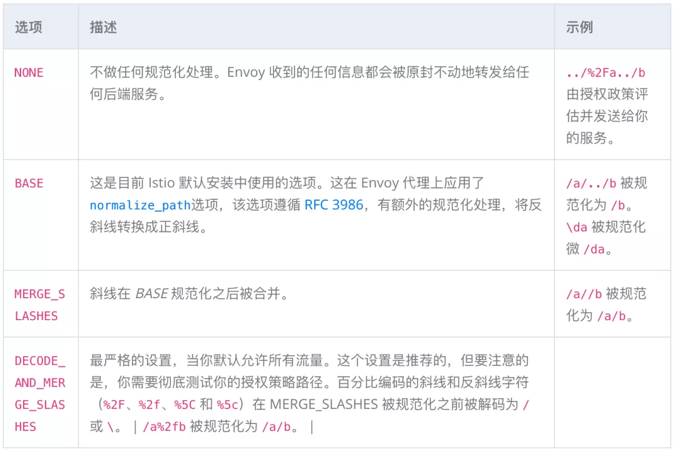 选项 描述 示例
NONE 不做任何规范化处理。Envoy 收到的任何信息都会被原封不动地转发给任 ../%2Fa../b
何后端服务。 由授权政策评
估并发送给你
的服务。
BASE 这是目前 Istio 默认安装中使用的选项。这在 Envoy 代理上应用了 /a/../b 被规
normalize_path选项，该选项遵循 RFC 3986，有额外的规范化处理，将反 范化为 /b。
斜线转换成正斜线。 \da 被规范化
微 /da。
MERGE_S 斜线在 BASE 规范化之后被合并。 /a//b 被规范
LASHES 化为 /a/b。
DECODE_ 最严格的设置，当你默认允许所有流量。这个设置是推荐的，但要注意的
AND_MER 是，你需要彻底测试你的授权策略路径。百分比编码的斜线和反斜线字符
GE_SLAS （%2F、%2f、%5C 和 %5c）在 MERGE_SLASHES 被规范化之前被解码为 /
HES 或 \。 | /a%2fb 被规范化为 /a/b。 |